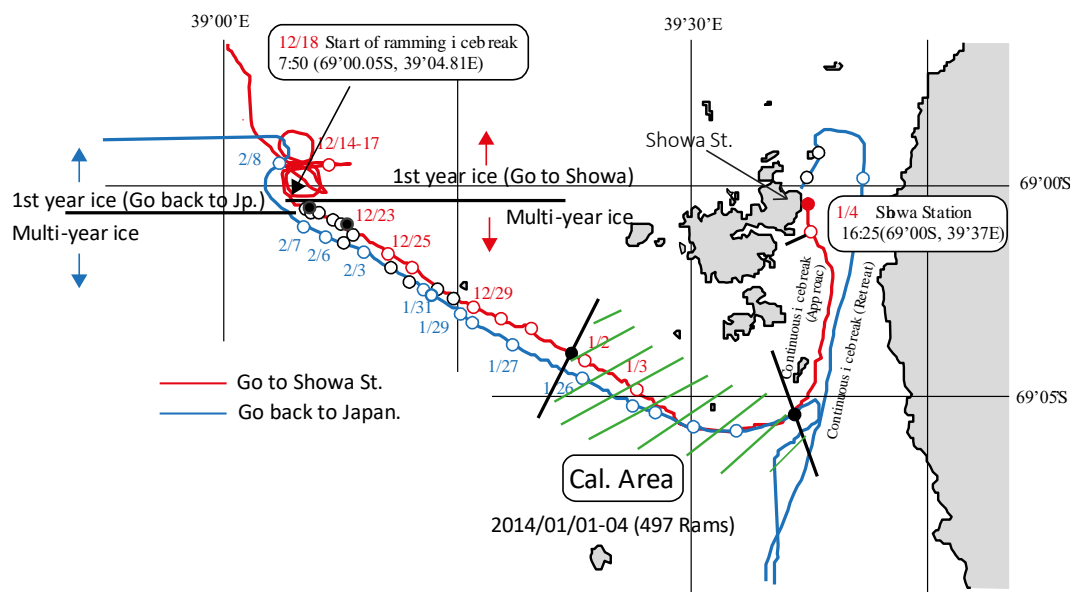 39°00'E
39°30'E
12/18 Start of ramming i cebreak
7:50 (69°00.05S, 39°04.81E)
12/14-17
2/8
Showa St.
1st year ice (Go to Showa)
69°00'S
1st year ice (Go back to Jp.)
Multi-year ice
Multi-year ice
12/23
1/4 Shwa Station
16:25(69°00S, 39°37E)
2/7
2/6
2/3
12/25
1/31
1/29
12/29
1/27
1/2
1/3
1/26
Continuous i cebreak
(Approac)
Continuous i cebreak (Retreat)
Go to Showa St.
Go back to Japan.
69°05'S
Cal. Area
2014/01/01-04 (497 Rams)